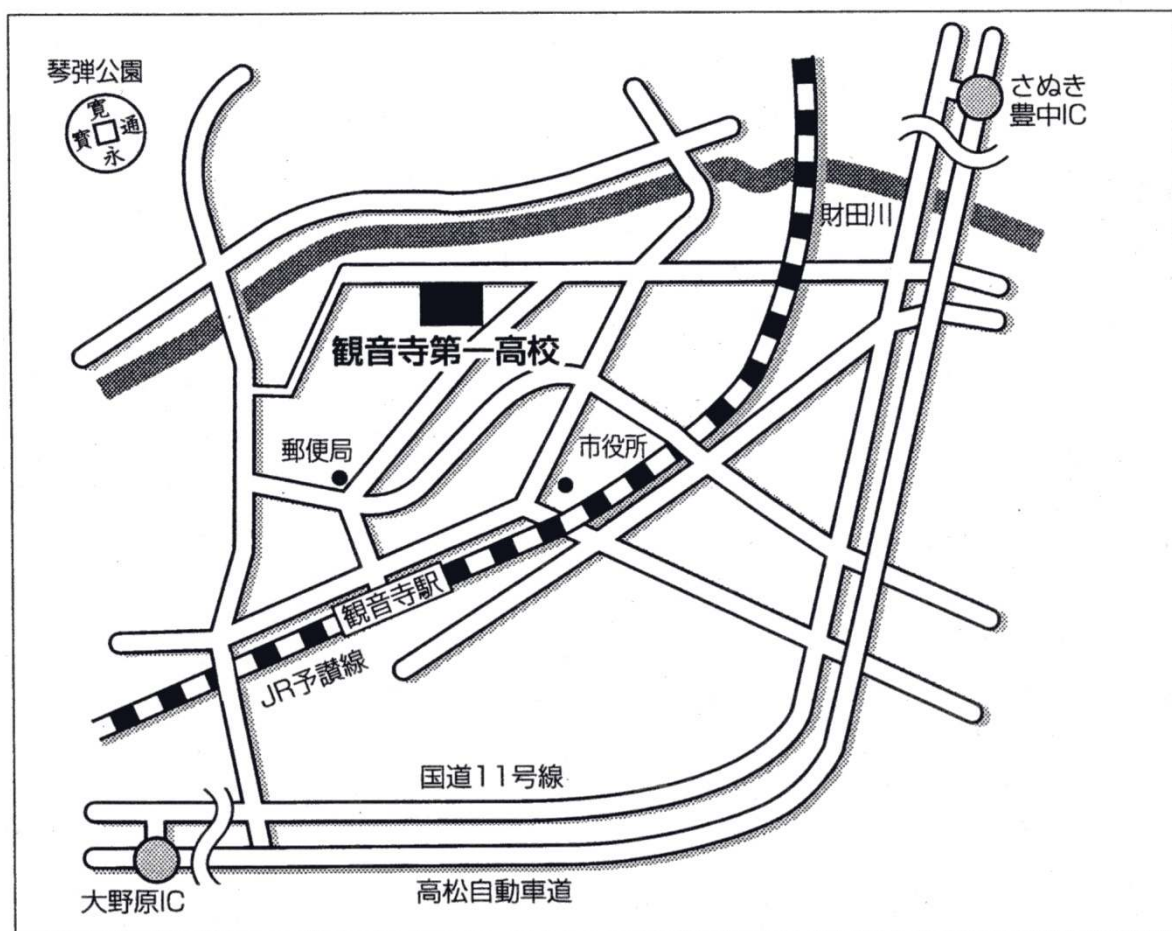 琴弾公園
寛
寳 通
永
さぬき
豊中IC
財田川
観音寺第一高校
郵便局
市役所
観音寺駅
JR予讃線
国道11号線
大野原IC
高松自動車道